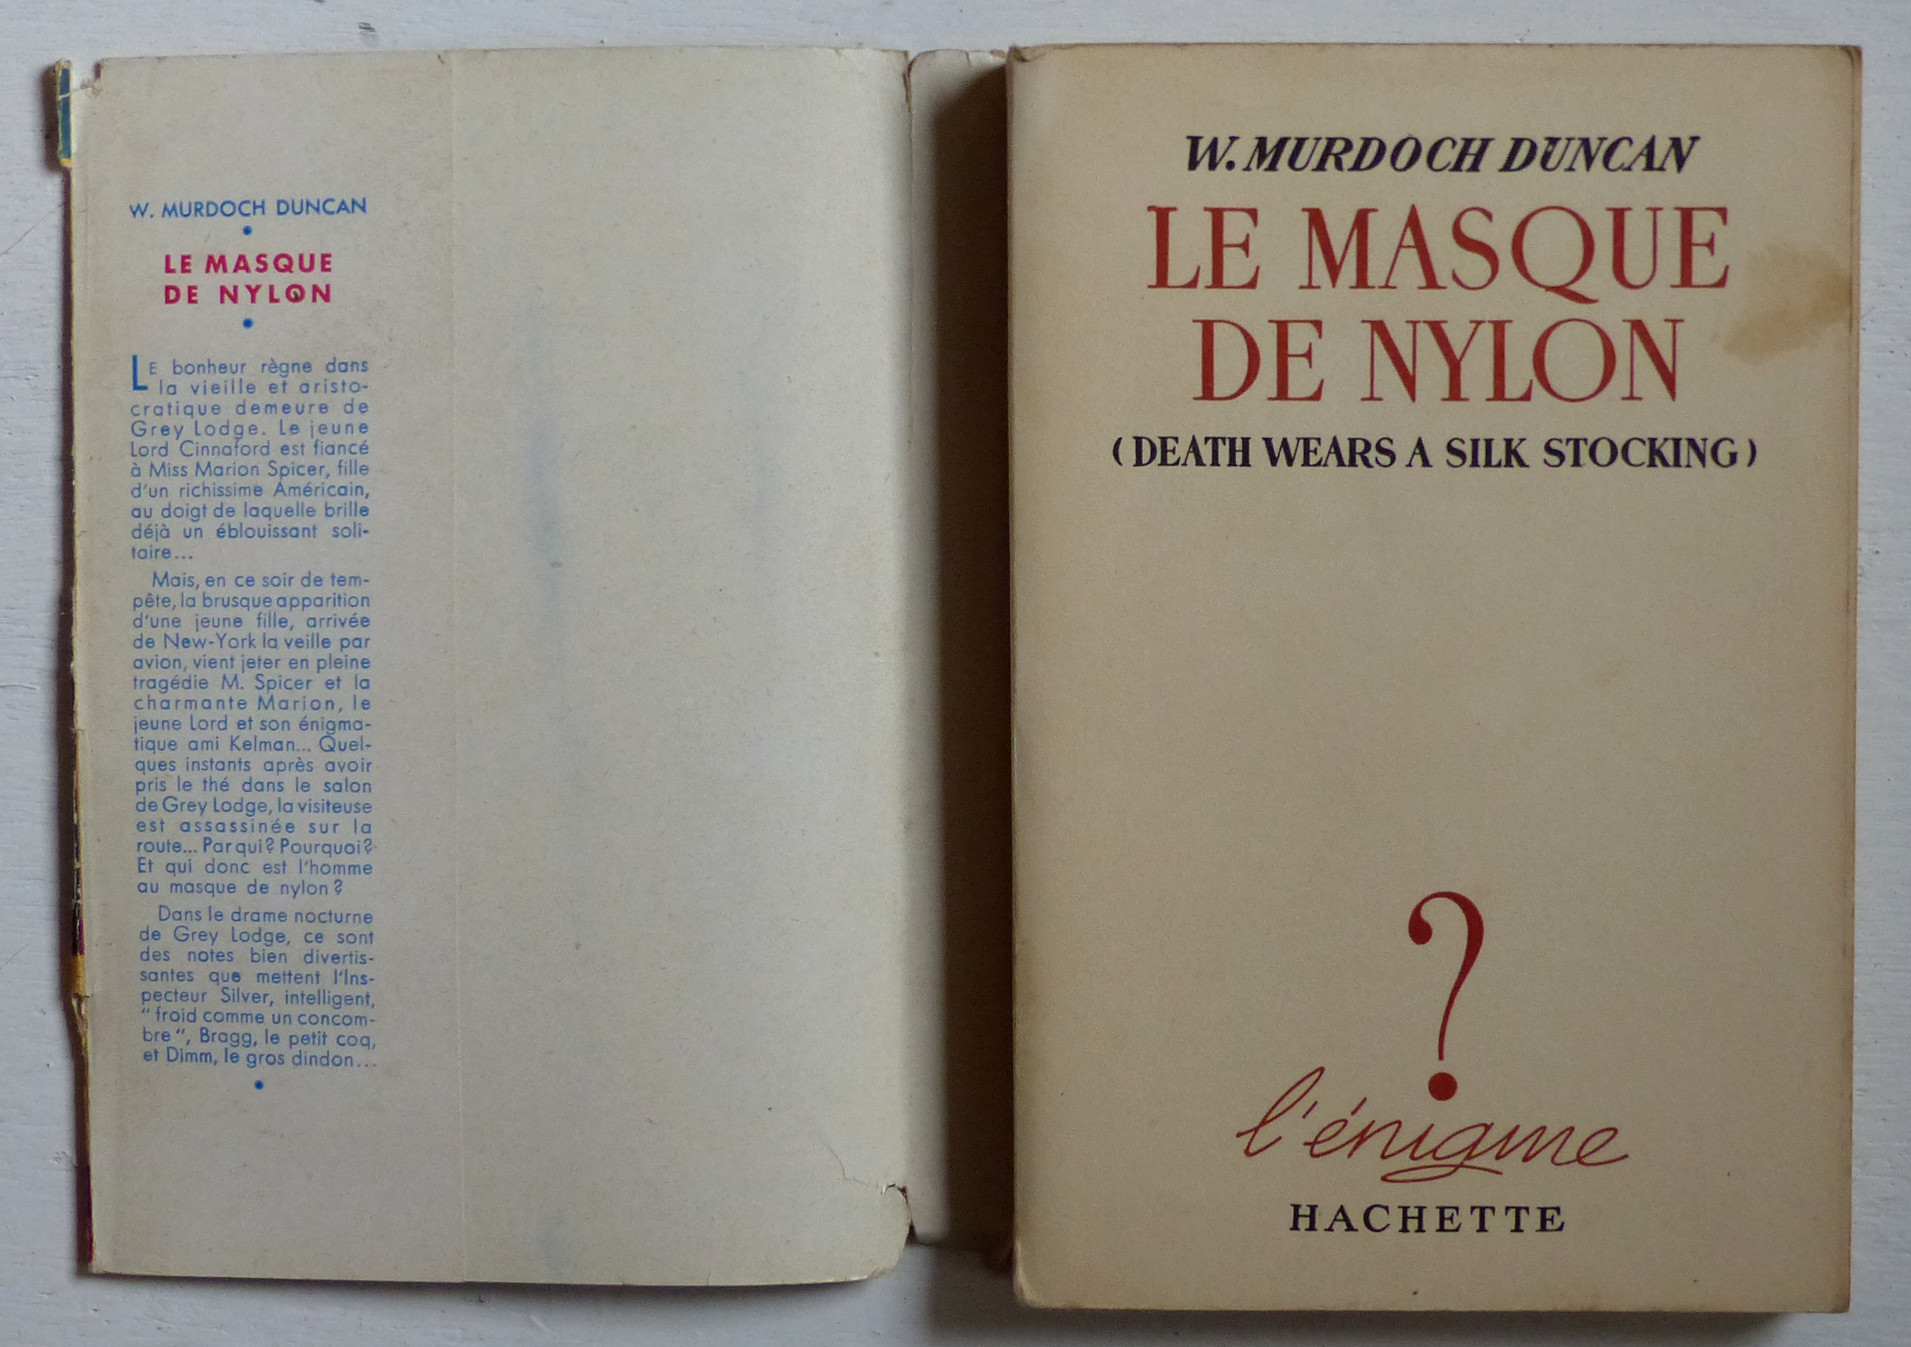 W. MURDOCH DUNCAN
LE MASQUE
DE NYLON
LE bonheur règne dans
la vieille et aristo-
cratique demeure de
Grey Lodge. Le jeune
Lord Cinnaford est fiancé
à Miss Marion Spicer, fille
d'un richissime Américain,
au doigt de laquelle brille
déjà un éblouissant soli-
taire...
Mais, en ce soir de tem-
pête, la brusque apparition
d'une jeune fille, arrivée
de New-York la veille par
avion, vient jeter en pleine
tragédie M. Spicer et la
charmante Marion, le
jeune Lord et son énigma-
tique ami Kelman... Quel-
ques instants après avoir
pris le thé dans le salon
de Grey Lodge, la visiteuse
est assassinée sur la
route... Par qui? Pourquoi?
Et qui donc est l'homme
au masque de nylon?
Dans le drame nocturne
de Grey Lodge, ce sont
des notes bien divertis-
santes que mettent l'Ins-
pecteur Silver, intelligent,
"froid comme un concom-
bre", Bragg, le petit coq,
et Dimm, le gros dindon...
W. MURDOCH DUNCAN
LE MASQUE
DE NYLON
(DEATH WEARS A SILK STOCKING)
?
l'énigme
HACHETTE